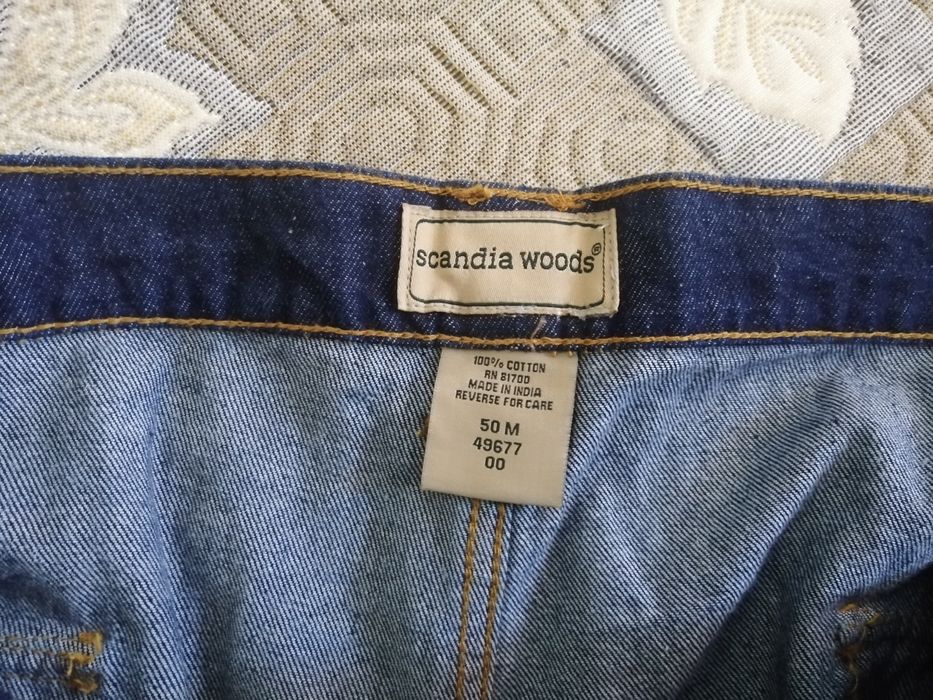 scandia woods®
100% COTTON
RN 81700
MADE IN INDIA
REVERSE FOR CARE
50 M
49677
00